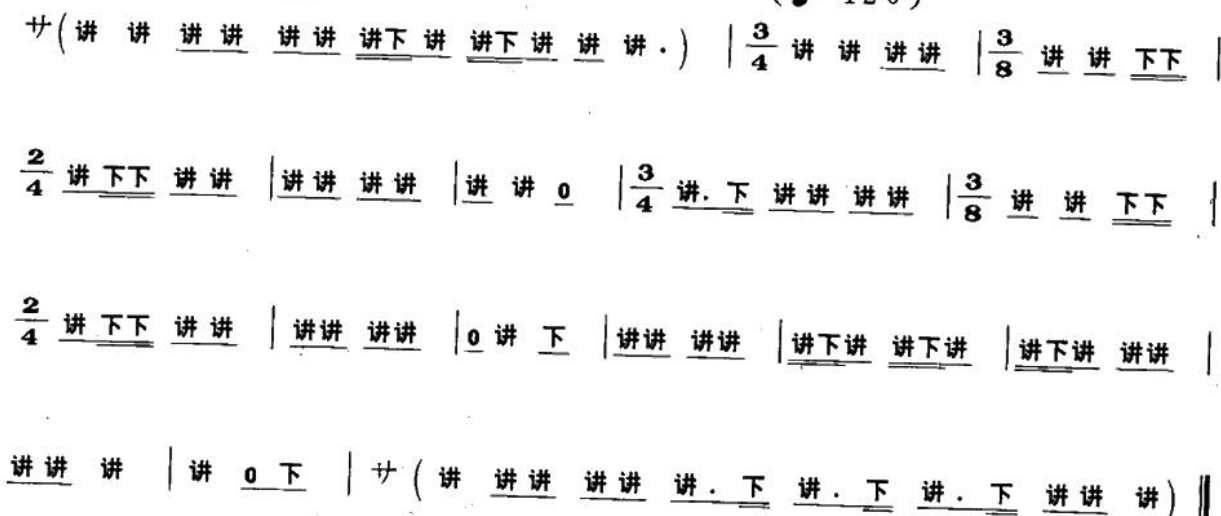 サ(讲 讲 讲讲 讲讲 讲下讲 讲下讲 讲 讲·) | 3/4 讲 讲 讲讲 | 3/8 讲 讲 下下 |
2/4 讲下下 讲讲 | 讲讲 讲讲 | 讲 讲 0 | 3/4 讲. 下 讲讲 讲讲 | 3/8 讲 讲 下下 |
2/4 讲下下 讲讲 | 讲讲 讲讲 | 0 讲 下 | 讲讲 讲讲 | 讲下讲 讲下讲 | 讲下讲 讲讲 |
讲讲 讲 | 讲 0下 | サ(讲 讲讲 讲讲 讲.下 讲.下 讲.下 讲讲 讲) ‖